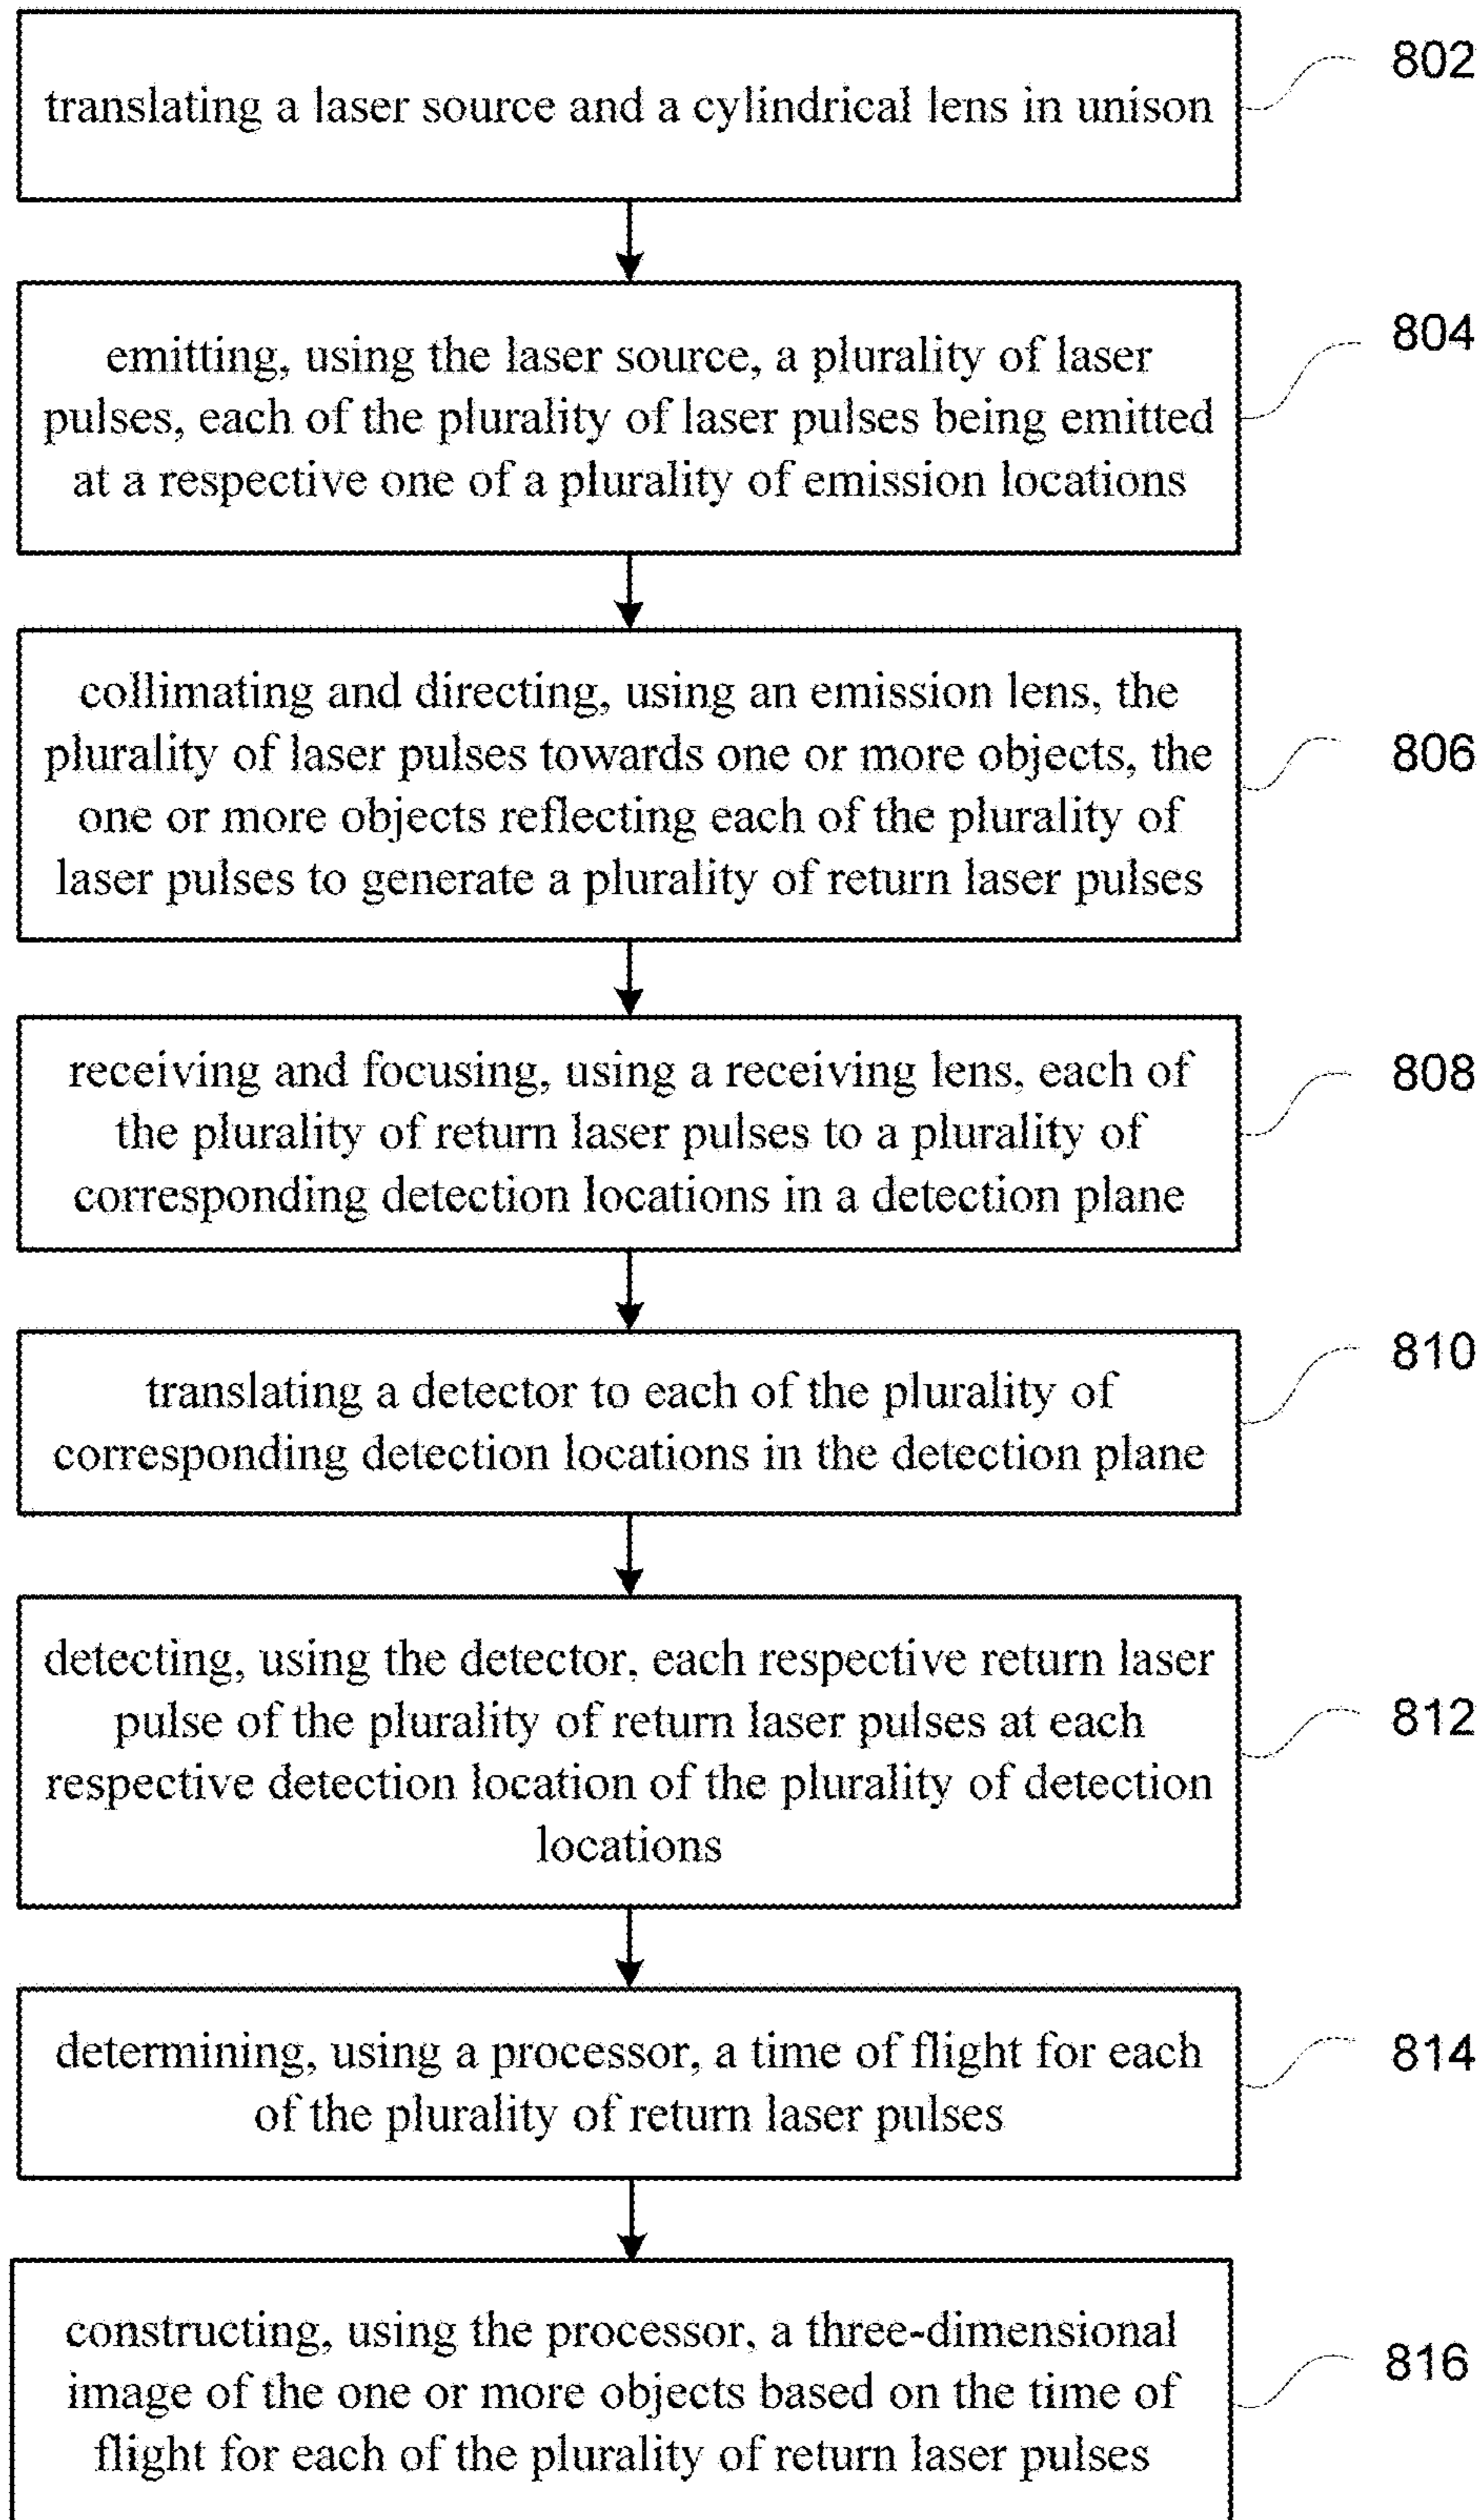 translating a laser source and a cylindrical lens in unison
802
emitting, using the laser source, a plurality of laser
pulses, each of the plurality of laser pulses being emitted
at a respective one of a plurality of emission locations
804
collimating and directing, using an emission lens, the
plurality of laser pulses towards one or more objects, the
one or more objects reflecting each of the plurality of
laser pulses to generate a plurality of return laser pulses
806
receiving and focusing, using a receiving lens, each of
the plurality of return laser pulses to a plurality of
corresponding detection locations in a detection plane
808
translating a detector to each of the plurality of
corresponding detection locations in the detection plane
810
detecting, using the detector, each respective return laser
pulse of the plurality of return laser pulses at each
respective detection location of the plurality of detection
locations
812
determining, using a processor, a time of flight for each
of the plurality of return laser pulses
814
constructing, using the processor, a three-dimensional
image of the one or more objects based on the time of
flight for each of the plurality of return laser pulses
816